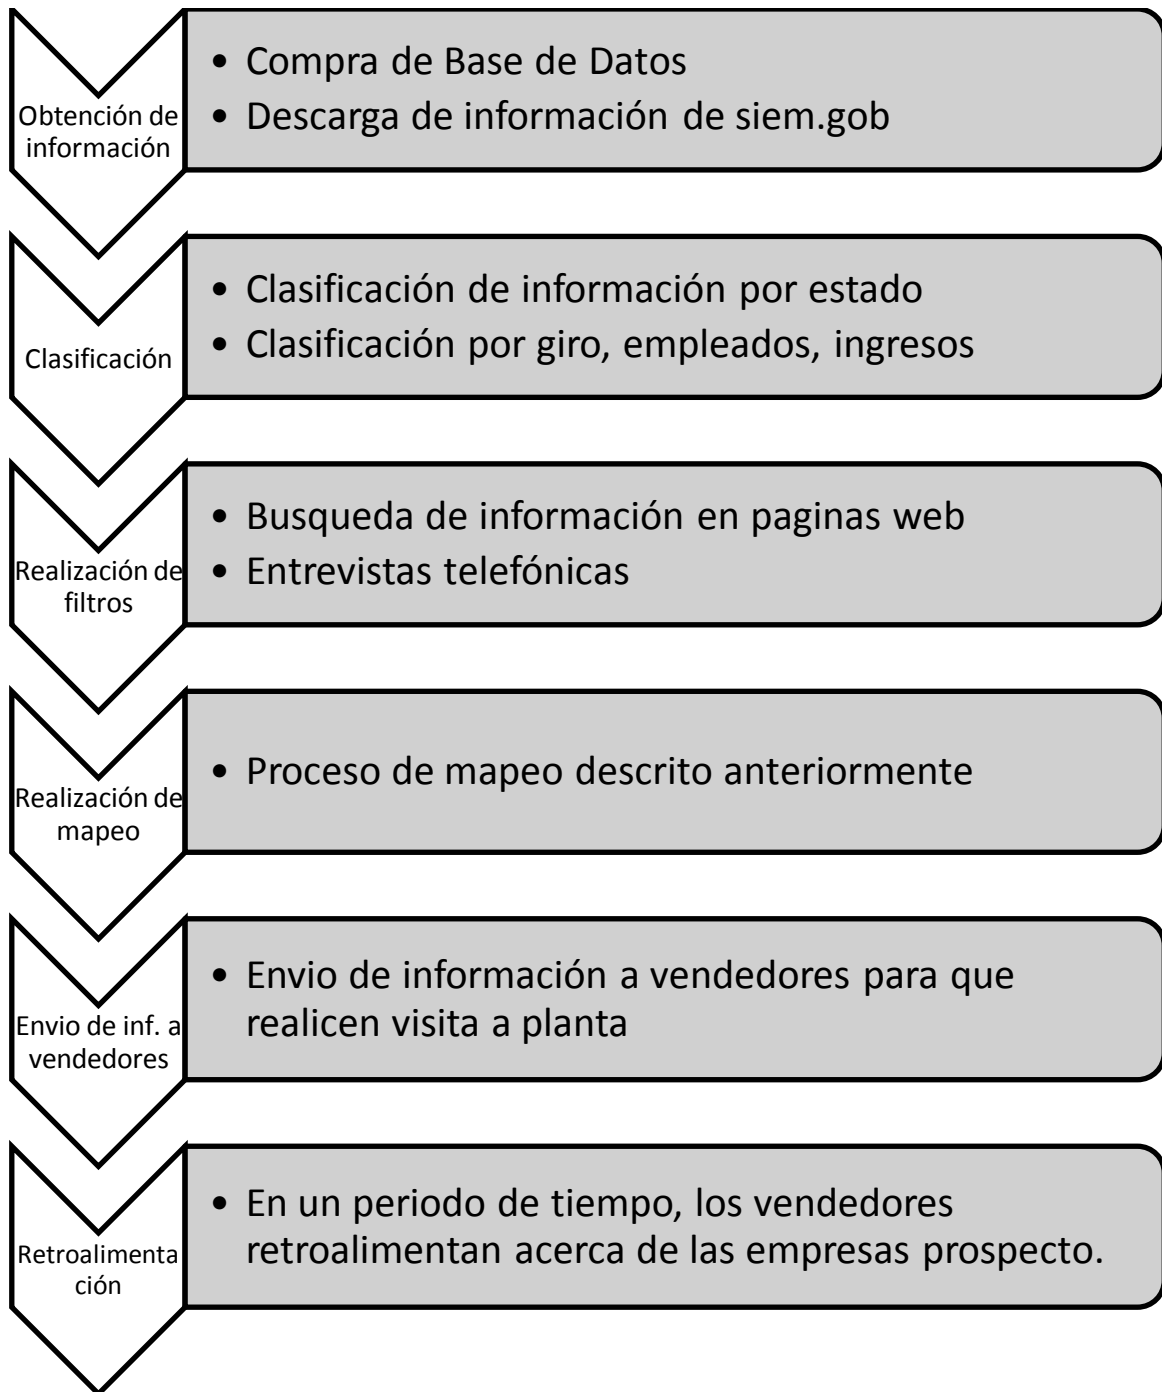 Obtención de
información
• Compra de Base de Datos
• Descarga de información de siem.gob
Clasificación
• Clasificación de información por estado
• Clasificación por giro, empleados, ingresos
Realización de
filtros
• Busqueda de información en paginas web
• Entrevistas telefónicas
Realización de
mapeo
• Proceso de mapeo descrito anteriormente
Envio de inf. a
vendedores
• Envio de información a vendedores para que
realicen visita a planta
Retroalimenta
ción
• En un periodo de tiempo, los vendedores
retroalimentan acerca de las empresas prospecto.